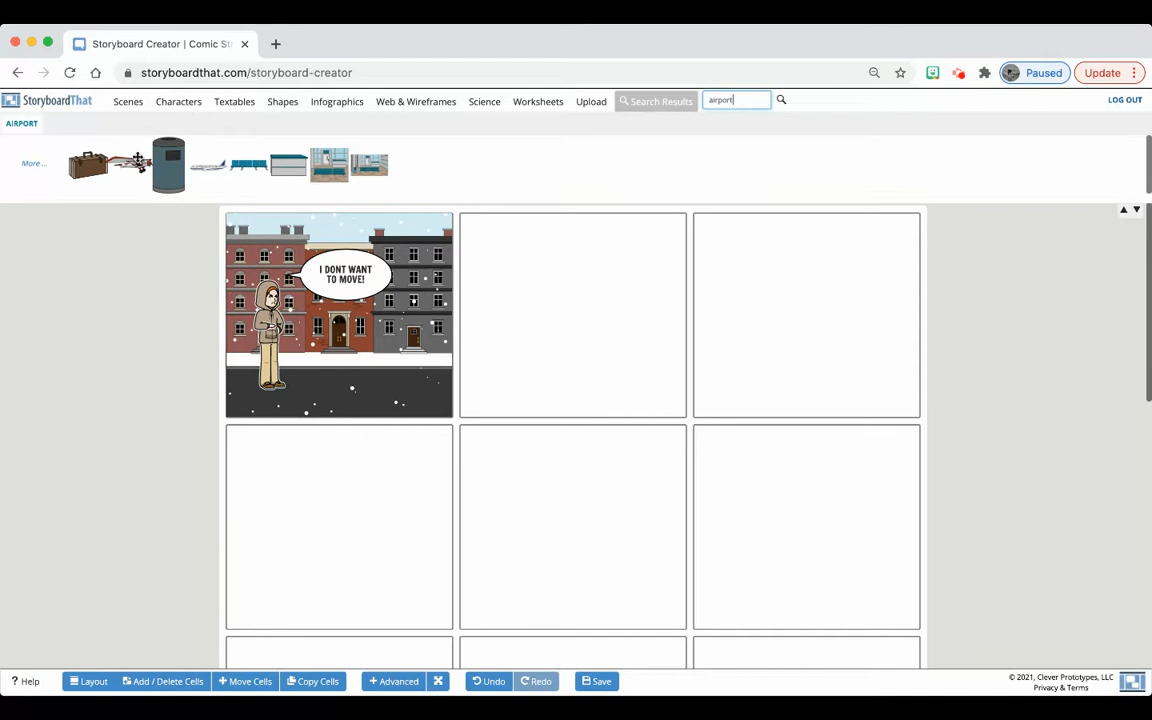 Storyboard Creator | Comic St
storyboardthat.com/storyboard-creator
Paused
Update
StoryboardThat
Scenes
Characters
Textables
Shapes
Infographics
Web & Wireframes
Science
Worksheets
Upload
Search Results
airport
LOG OUT
AIRPORT
More ...
I DONT WANT
TO MOVE!
? Help
Layout
Add / Delete Cells
Move Cells
Copy Cells
+ Advanced
Undo
Redo
Save
© 2021, Clever Prototypes, LLC
Privacy & Terms